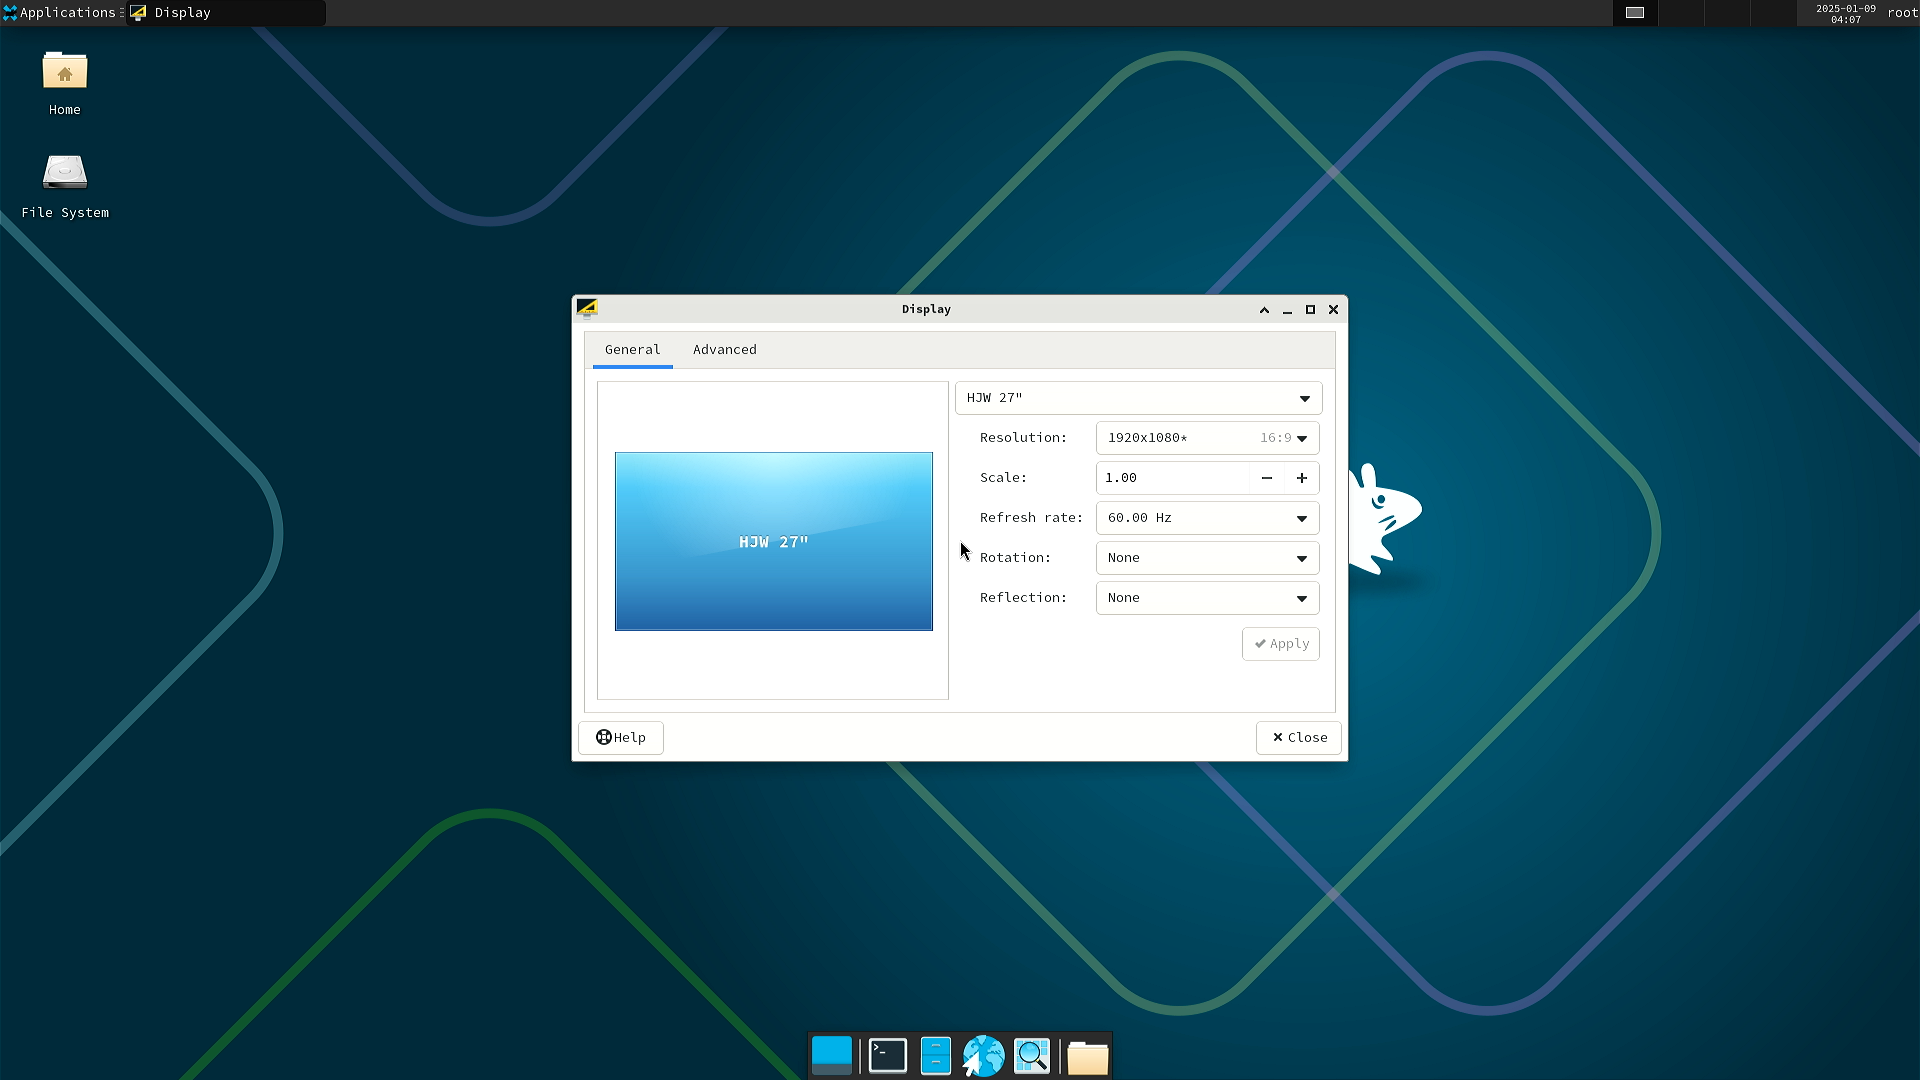 Applications
Display
2025-01-09
04:07
root
Home
File System
Display
General
Advanced
HJW 27"
HJW 27"
Resolution:
1920x1080*
16:9
Scale:
1.00
Refresh rate:
60.00 Hz
Rotation:
None
Reflection:
None
Apply
Help
Close